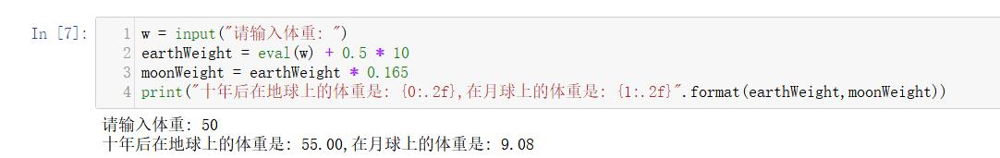 In [7]:
1 w = input("请输入体重: ")
2 earthWeight = eval(w) + 0.5 * 10
3 moonWeight = earthWeight * 0.165
4 print("十年后在地球上的体重是: {0:.2f},在月球上的体重是: {1:.2f}".format(earthWeight,moonWeight))
请输入体重: 50
十年后在地球上的体重是: 55.00,在月球上的体重是: 9.08